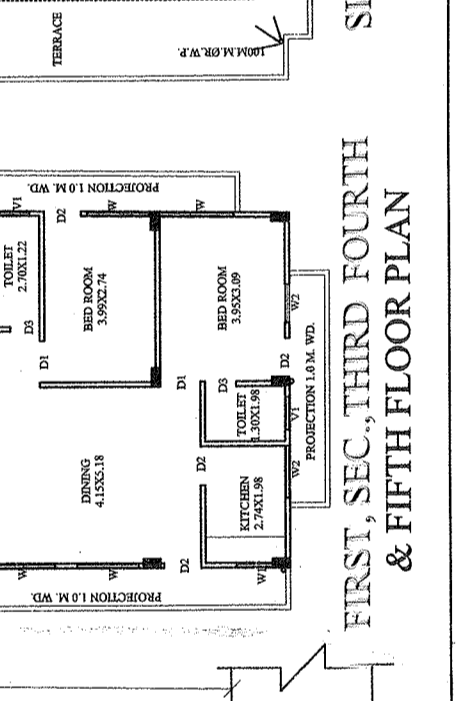 TERRACE
100M.M.ØR.W.P.
PROJECTION 1.0 M. WD.
V1
D2
W
W
TOILET
2.70X1.22
D3
D1
BED ROOM
3.99X2.74
BED ROOM
3.95X3.09
W2
D2
D1
D3
TOILET
1.30X1.98
V1
PROJECTION 1.0 M. WD.
DINING
4.15X5.18
D2
KITCHEN
2.74X1.98
W2
W
W
D2
PROJECTION 1.0 M. WD.
FIRST, SEC., THIRD FOURTH
& FIFTH FLOOR PLAN